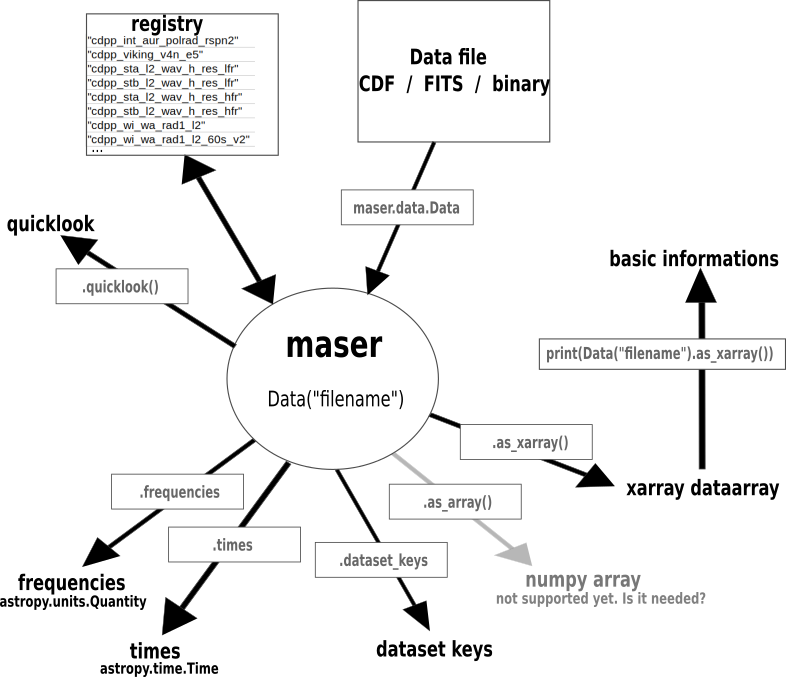 registry
"cdpp_int_aur_polrad_rspn2"
"cdpp_viking_v4n_e5"
"cdpp_sta_l2_wav_h_res_lfr"
"cdpp_stb_l2_wav_h_res_lfr"
"cdpp_sta_l2_wav_h_res_hfr"
"cdpp_stb_l2_wav_h_res_hfr"
"cdpp_wi_wa_rad1_l2"
"cdpp_wi_wa_rad1_l2_60s_v2"
...
Data file
CDF / FITS / binary
maser.data.Data
quicklook
.quicklook()
basic informations
print(Data("filename").as_xarray())
maser
Data("filename")
.as_xarray()
xarray dataarray
.frequencies
.as_array()
.times
.dataset_keys
frequencies
astropy.units.Quantity
numpy array
not supported yet. Is it needed?
times
astropy.time.Time
dataset keys